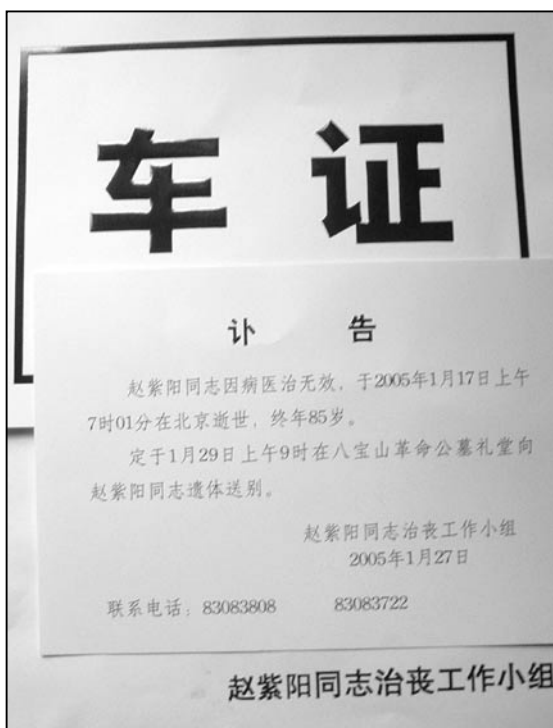 车 证
讣 告
赵紫阳同志因病医治无效，于2005年1月17日上午
7时01分在北京逝世，终年85岁。
定于1月29日上午9时在八宝山革命公墓礼堂向
赵紫阳同志遗体送别。
赵紫阳同志治丧工作小组
2005年1月27日
联系电话：83083808 83083722
赵紫阳同志治丧工作小组